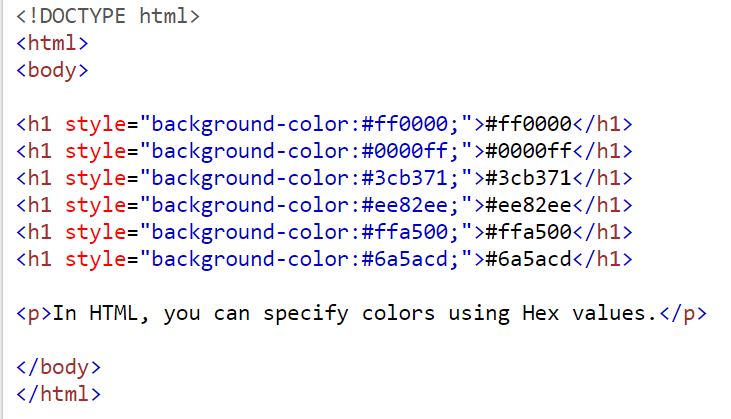 <!DOCTYPE html>
<html>
<body>
<h1 style="background-color:#ff0000;">#ff0000</h1>
<h1 style="background-color:#0000ff;">#0000ff</h1>
<h1 style="background-color:#3cb371;">#3cb371</h1>
<h1 style="background-color:#ee82ee;">#ee82ee</h1>
<h1 style="background-color:#ffa500;">#ffa500</h1>
<h1 style="background-color:#6a5acd;">#6a5acd</h1>
<p>In HTML, you can specify colors using Hex values.</p>
</body>
</html>